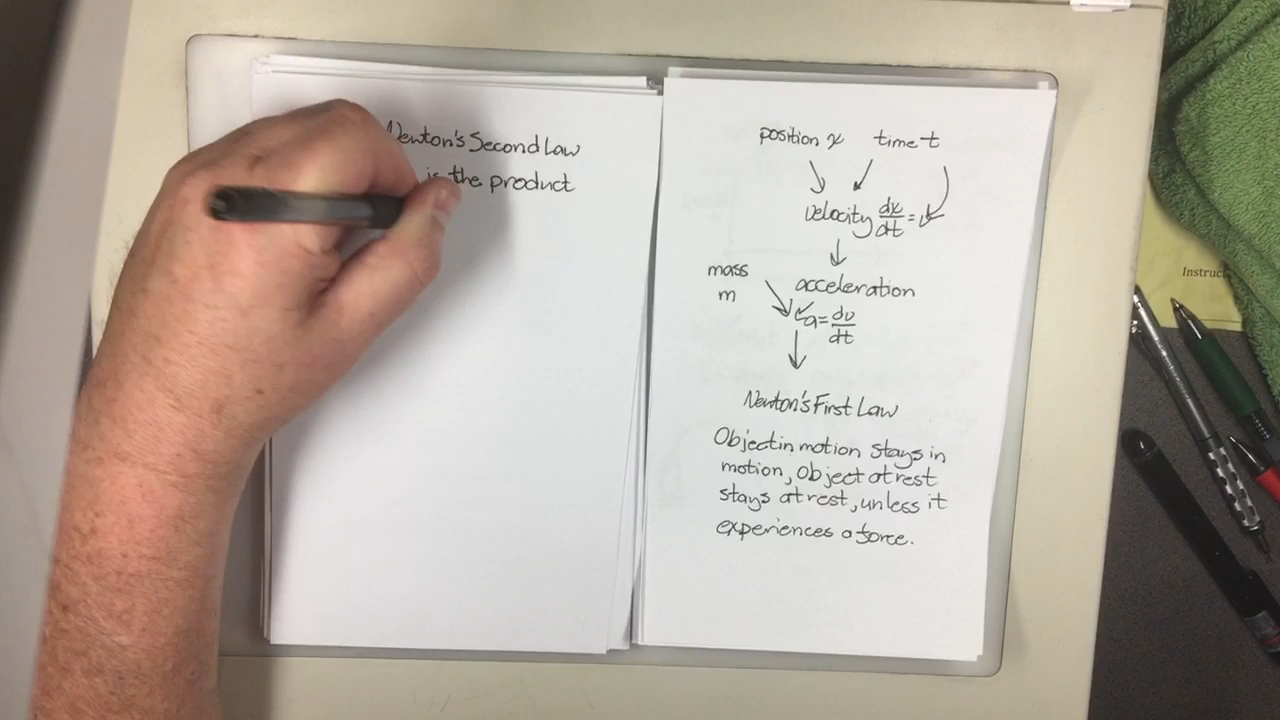 Newton's Second Law
is the product
position x time t
velocity dx/dt = v
mass
m
acceleration
a = dv/dt
Newton's First Law
Object in motion stays in
motion, object at rest
stays at rest, unless it
experiences a force.